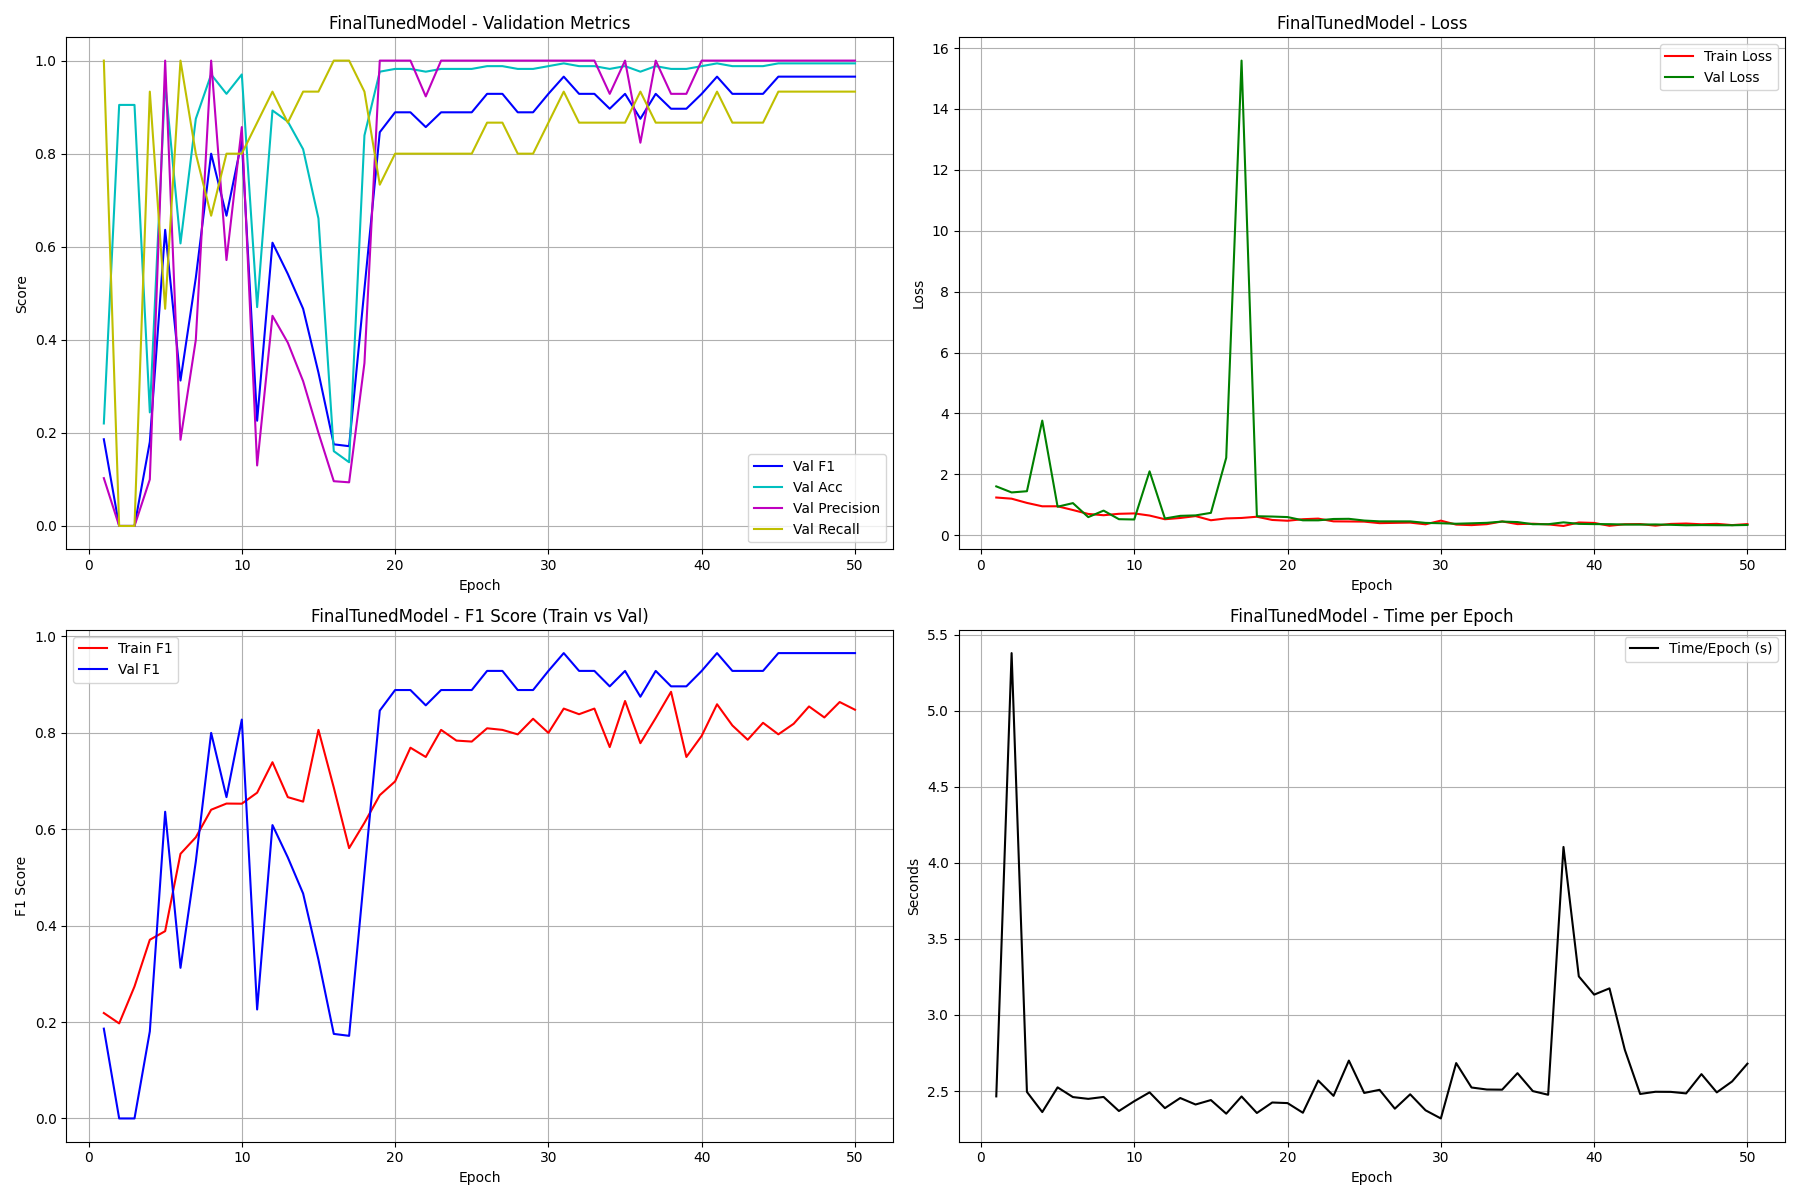 FinalTunedModel - Validation Metrics
1.0
0.8
0.6
0.4
0.2
0.0
Score
0
10
20
30
40
50
Epoch
Val F1
Val Acc
Val Precision
Val Recall
FinalTunedModel - Loss
16
14
12
10
8
6
4
2
0
Loss
0
10
20
30
40
50
Epoch
Train Loss
Val Loss
FinalTunedModel - F1 Score (Train vs Val)
1.0
0.8
0.6
0.4
0.2
0.0
F1 Score
0
10
20
30
40
50
Epoch
Train F1
Val F1
FinalTunedModel - Time per Epoch
5.5
5.0
4.5
4.0
3.5
3.0
2.5
Seconds
0
10
20
30
40
50
Epoch
Time/Epoch (s)